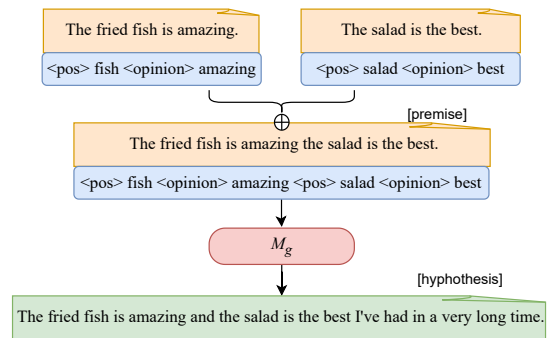 The fried fish is amazing.
The salad is the best.
<pos> fish <opinion> amazing
<pos> salad <opinion> best
[premise]
The fried fish is amazing the salad is the best.
<pos> fish <opinion> amazing <pos> salad <opinion> best
M_g
[hyphothesis]
The fried fish is amazing and the salad is the best I've had in a very long time.